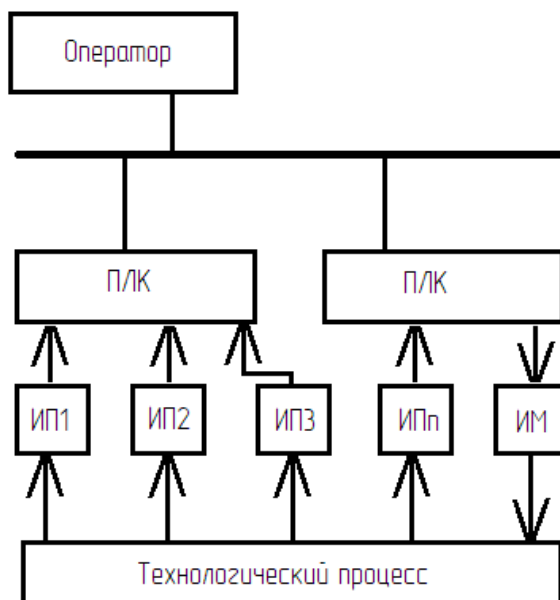 Оператор
ПЛК
ПЛК
ИП1
ИП2
ИП3
ИПn
ИМ
Технологический процесс